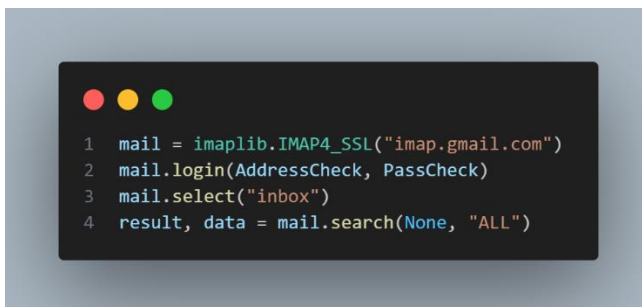 1 mail = imaplib.IMAP4_SSL("imap.gmail.com")
2 mail.login(AddressCheck, PassCheck)
3 mail.select("inbox")
4 result, data = mail.search(None, "ALL")